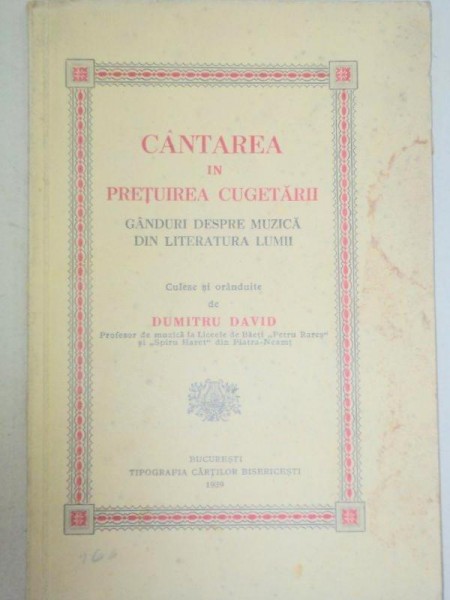 CÂNTAREA
IN
PREȚUIREA CUGETĂRII
GÂNDURI DESPRE MUZICĂ
DIN LITERATURA LUMII
Culese și orânduite
de
DUMITRU DAVID
Profesor de muzică la Liceele de Băeți „Petru Rareș”
și „Spiru Haret” din Piatra-Neamț
BUCUREȘTI
TIPOGRAFIA CĂRȚILOR BISERICEȘTI